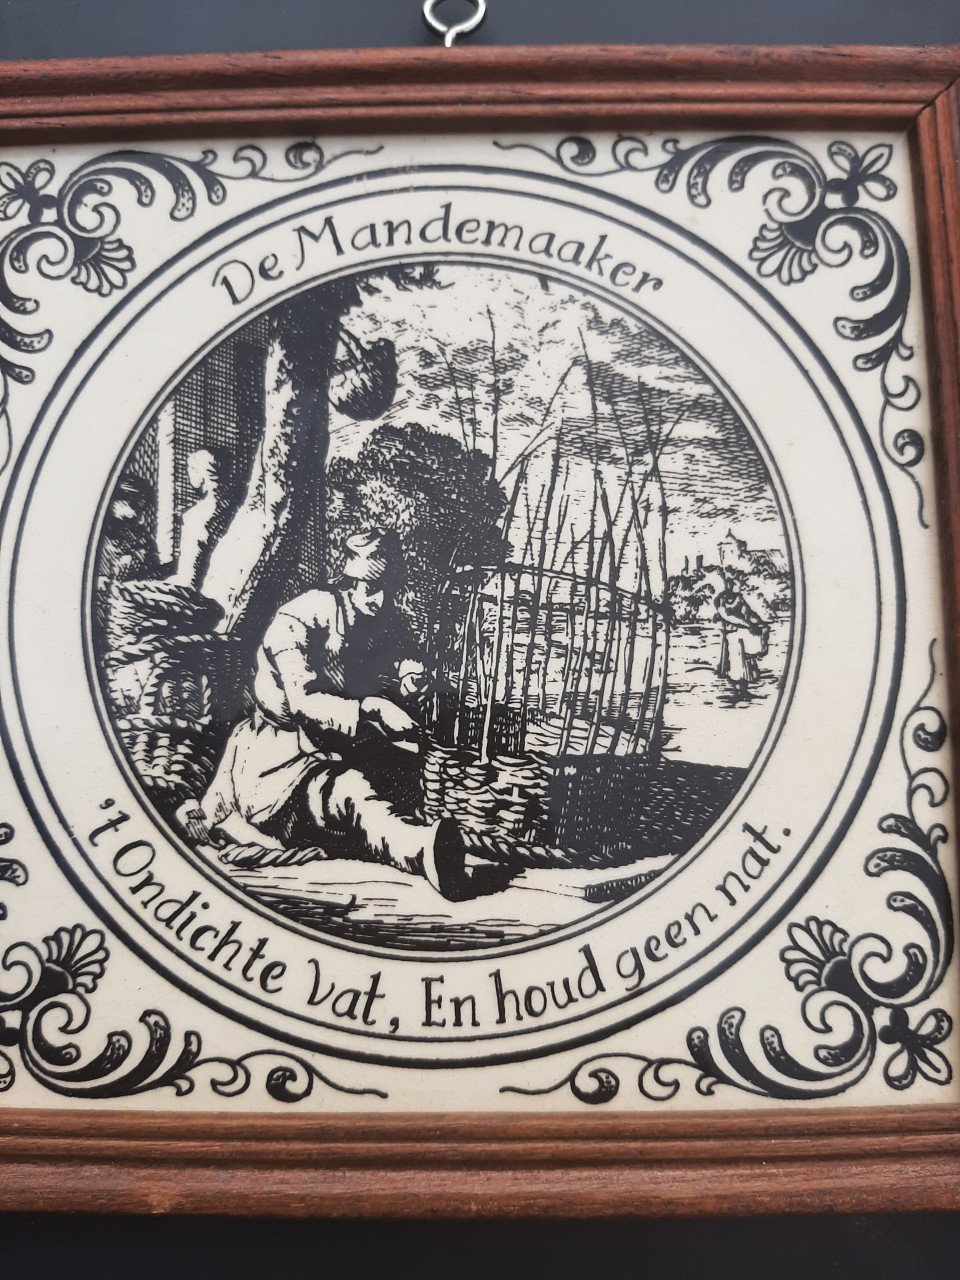 De Mandemaaker
't Ondichte vat, En houd geen nat.